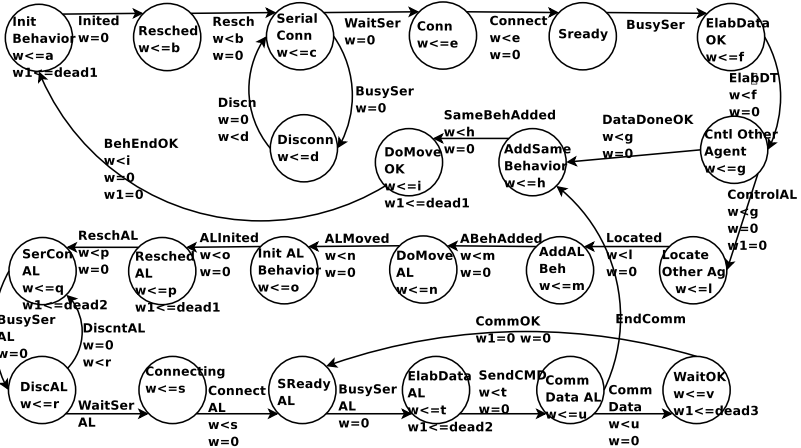 Init
Behavior
w<=a
w1<=dead1
Inited
w=0
Resched
w<=b
Resch
w<b
w=0
Serial
Conn
w<=c
WaitSer
w=0
Conn
w<=e
Connect
w<e
w=0
Sready
BusySer
ElabData
OK
w<=f
ElabDT
w<f
w=0
Discn
w=0
w<d
BusySer
w=0
Disconn
w<=d
BehEndOK
w<i
w=0
w1=0
DoMove
OK
w<=i
w1<=dead1
SameBehAdded
w<h
w=0
AddSame
Behavior
w<=h
DataDoneOK
w<g
w=0
Cntl Other
Agent
w<=g
ControlAL
w<g
w=0
w1=0
SerCon
AL
w<=q
w1<=dead2
ReschAL
w<p
w=0
Resched
AL
w<=p
w1<=dead1
ALInited
w<o
w=0
Init AL
Behavior
w<=o
ALMoved
w<n
w=0
DoMove
AL
w<=n
ABehAdded
w<m
w=0
AddAL
Beh
w<=m
Located
w<l
w=0
Locate
Other Ag
w<=l
BusySer
AL
w=0
DiscntAL
w=0
w<r
CommOK
w1=0 w=0
EndComm
DiscAL
w<=r
WaitSer
AL
Connecting
w<=s
Connect
AL
w<s
w=0
SReady
AL
BusySer
AL
w=0
ElabData
AL
w<=t
w1<=dead2
SendCMD
w<t
w=0
Comm
Data AL
w<=u
Comm
Data
w<u
w=0
WaitOK
w<=v
w1<=dead3